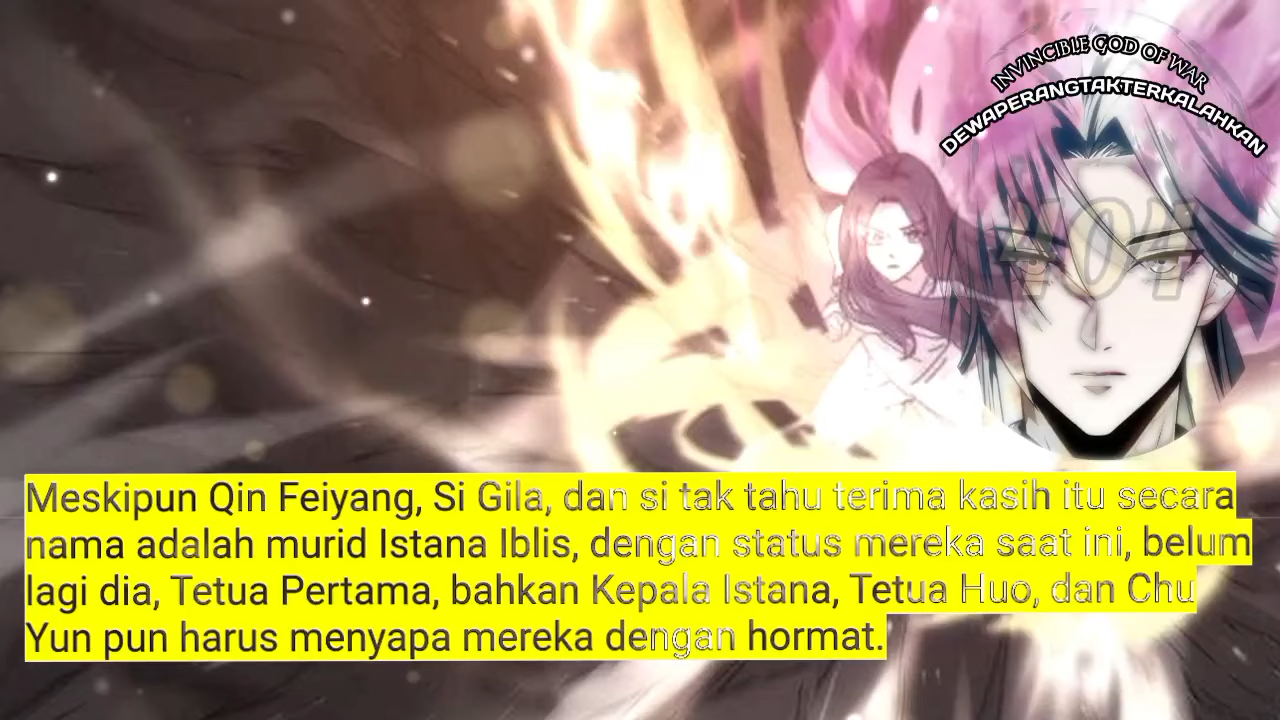 INVINCIBLE GOD OF WAR
DEWAPERANGTAKTERKALAHKAN
404
Meskipun Qin Feiyang, Si Gila, dan si tak tahu terima kasih itu secara
nama adalah murid Istana Iblis, dengan status mereka saat ini, belum
lagi dia, Tetua Pertama, bahkan Kepala Istana, Tetua Huo, dan Chu
Yun pun harus menyapa mereka dengan hormat.